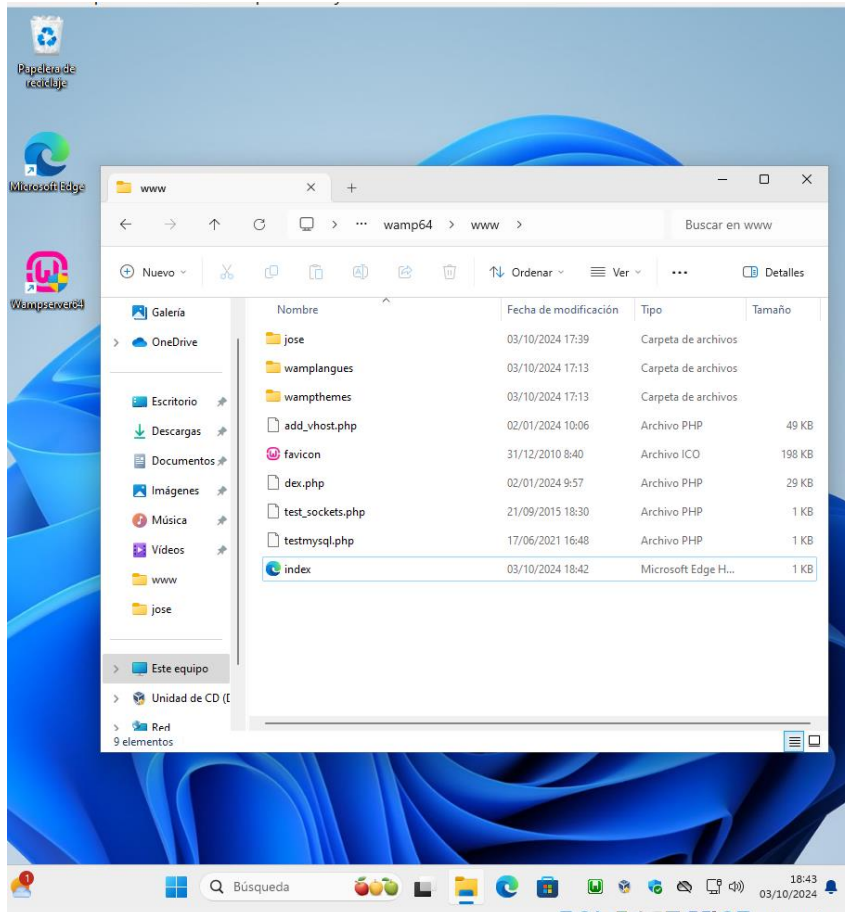 Papelera de
reciclaje
Microsoft Edge
Wampserver64
www
wamp64 > www >
Buscar en www
Nuevo
Ordenar
Ver
Detalles
Nombre
Fecha de modificación
Tipo
Tamaño
Galería
OneDrive
Escritorio
Descargas
Documentos
Imágenes
Música
Vídeos
www
jose
Este equipo
Unidad de CD (D
Red
jose 03/10/2024 17:39 Carpeta de archivos
wamplangues 03/10/2024 17:13 Carpeta de archivos
wampthemes 03/10/2024 17:13 Carpeta de archivos
add_vhost.php 02/01/2024 10:06 Archivo PHP 49 KB
favicon 31/12/2010 8:40 Archivo ICO 198 KB
dex.php 02/01/2024 9:57 Archivo PHP 29 KB
test_sockets.php 21/09/2015 18:30 Archivo PHP 1 KB
testmysql.php 17/06/2021 16:48 Archivo PHP 1 KB
index 03/10/2024 18:42 Microsoft Edge H... 1 KB
9 elementos
1
Búsqueda
18:43
03/10/2024